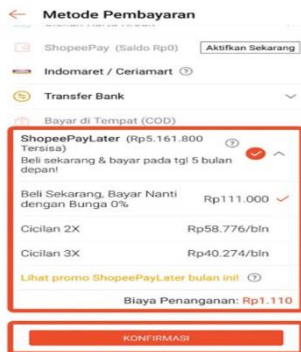 Metode Pembayaran
ShopeePay (Saldo Rp0) Aktifkan Sekarang
Indomaret / Ceriamart ?
Transfer Bank
Bayar di Tempat (COD)
ShopeePayLater (Rp5.161.800 ?
Tersisa)
Beli sekarang & bayar pada tgl 5 bulan
depan!
Beli Sekarang, Bayar Nanti Rp111.000
dengan Bunga 0%
Cicilan 2X Rp58.776/bln
Cicilan 3X Rp40.274/bln
Lihat promo ShopeePayLater bulan ini! ?
Biaya Penanganan: Rp1.110
KONFIRMASI